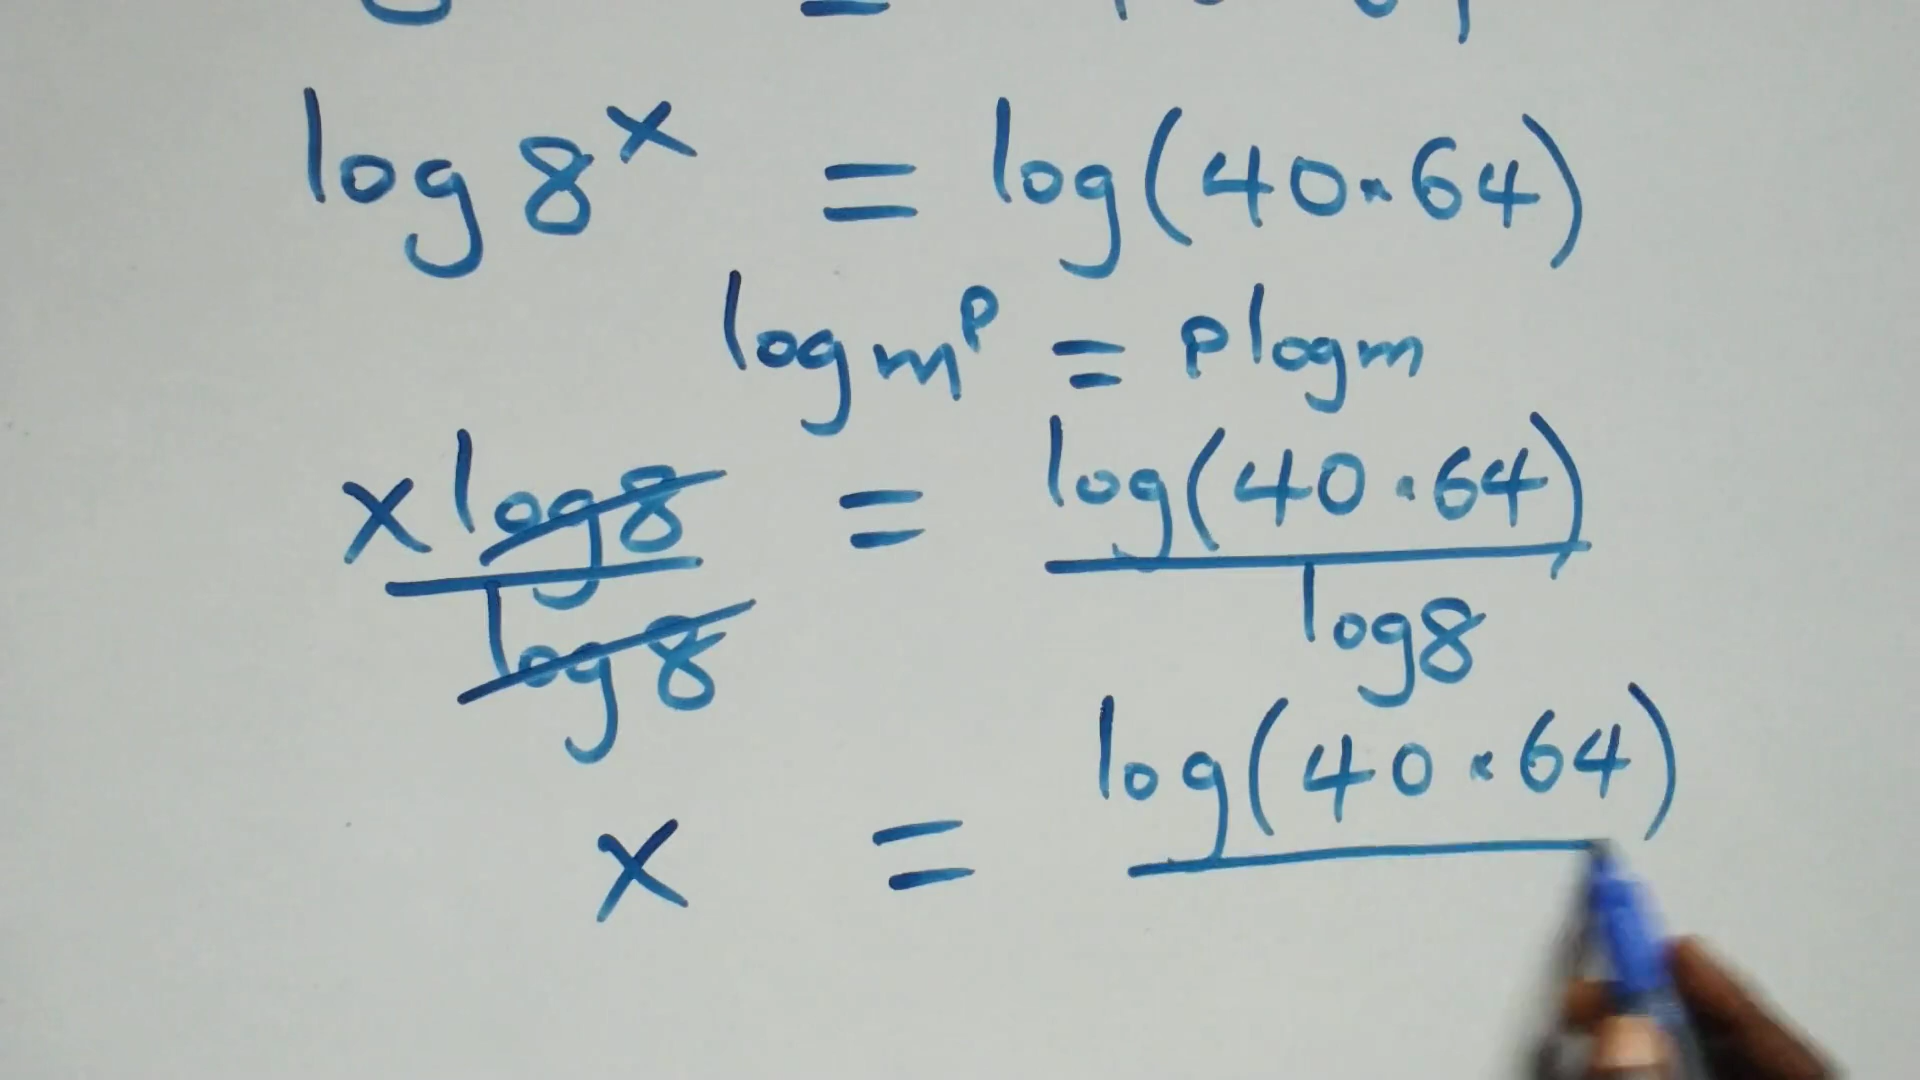 log 8^x = log(40·64)
log m^p = p log m
x log 8 / log 8 = log(40·64) / log 8
x = log(40·64)